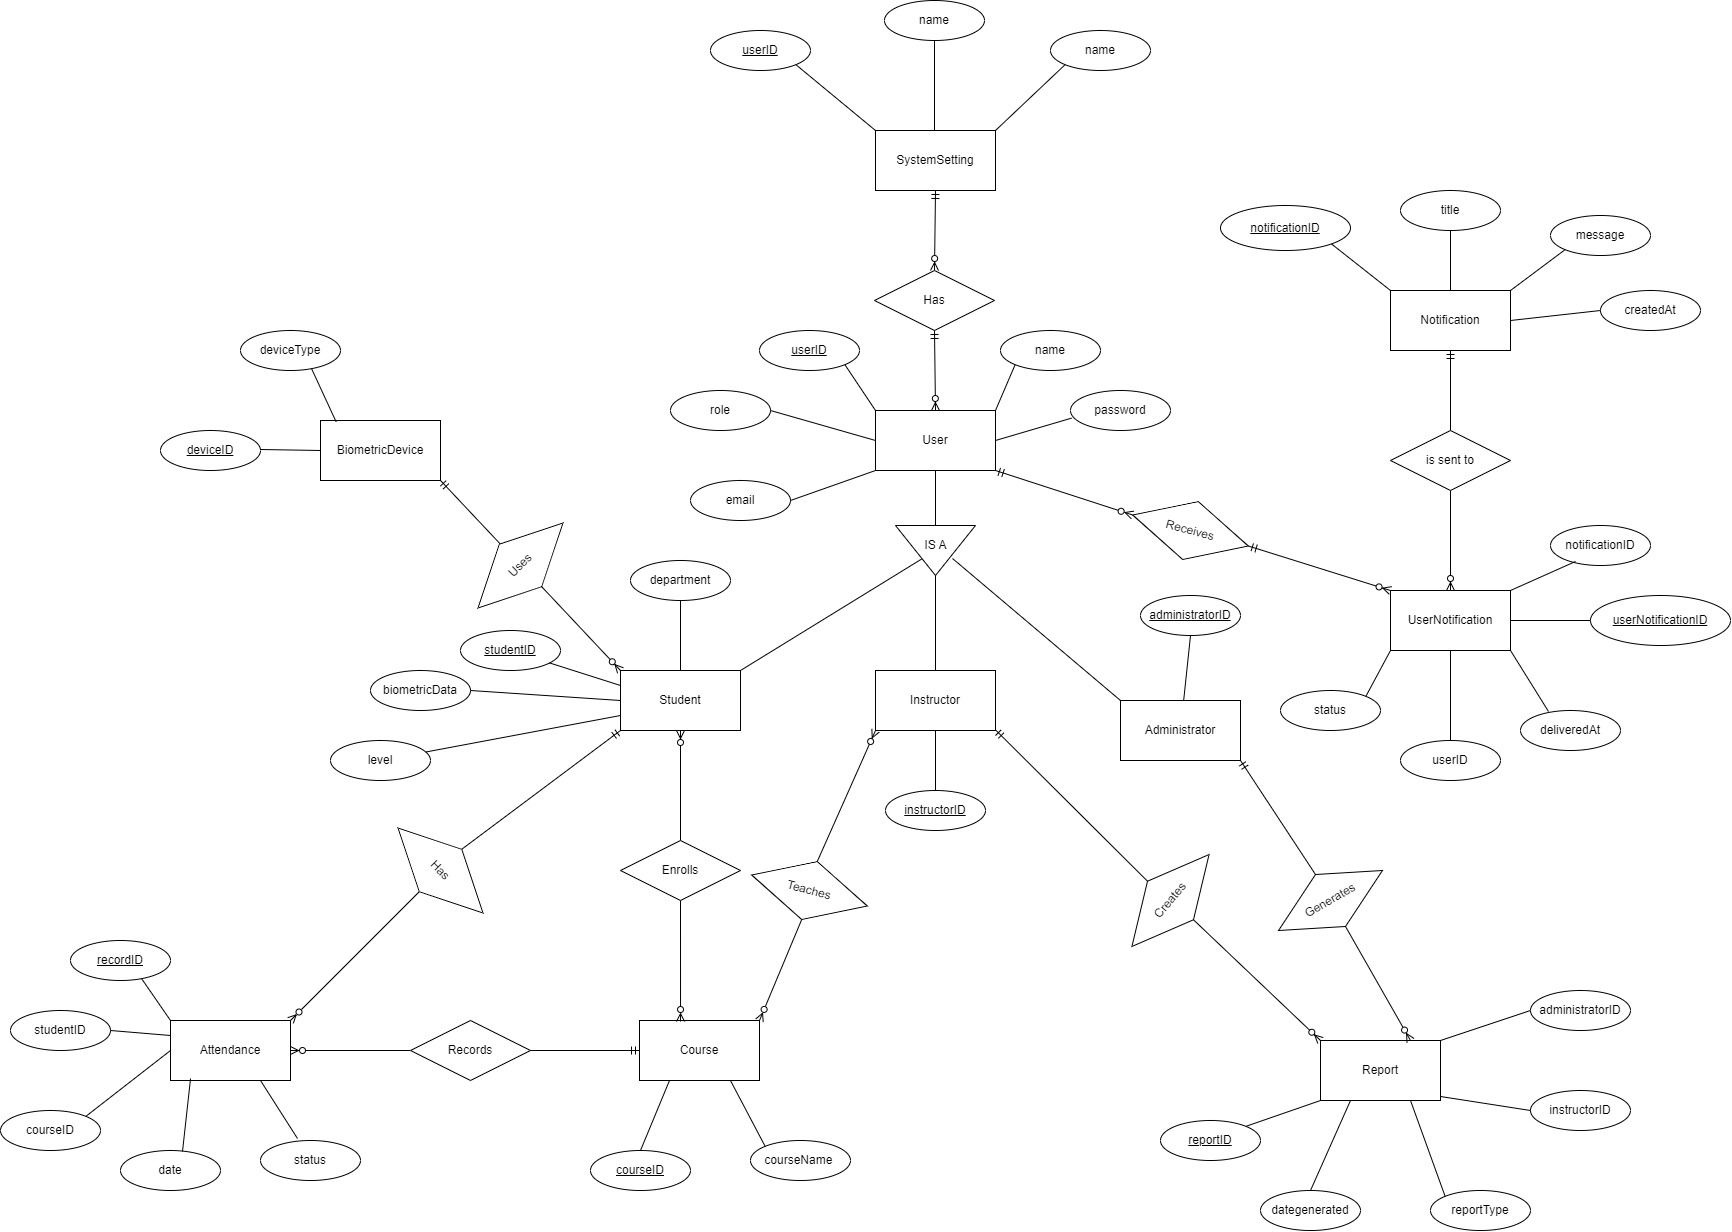 name
userID
name
SystemSetting
title
notificationID
message
Has
createdAt
Notification
deviceType
userID
name
role
password
User
BiometricDevice
deviceID
is sent to
email
Receives
IS A
notificationID
Uses
department
administratorID
UserNotification
userNotificationID
studentID
biometricData
Student
Instructor
status
Administrator
deliveredAt
level
userID
instructorID
Has
Enrolls
Teaches
Creates
Generates
recordID
administratorID
studentID
Attendance
Records
Course
Report
instructorID
courseID
reportID
date
status
courseID
courseName
dategenerated
reportType